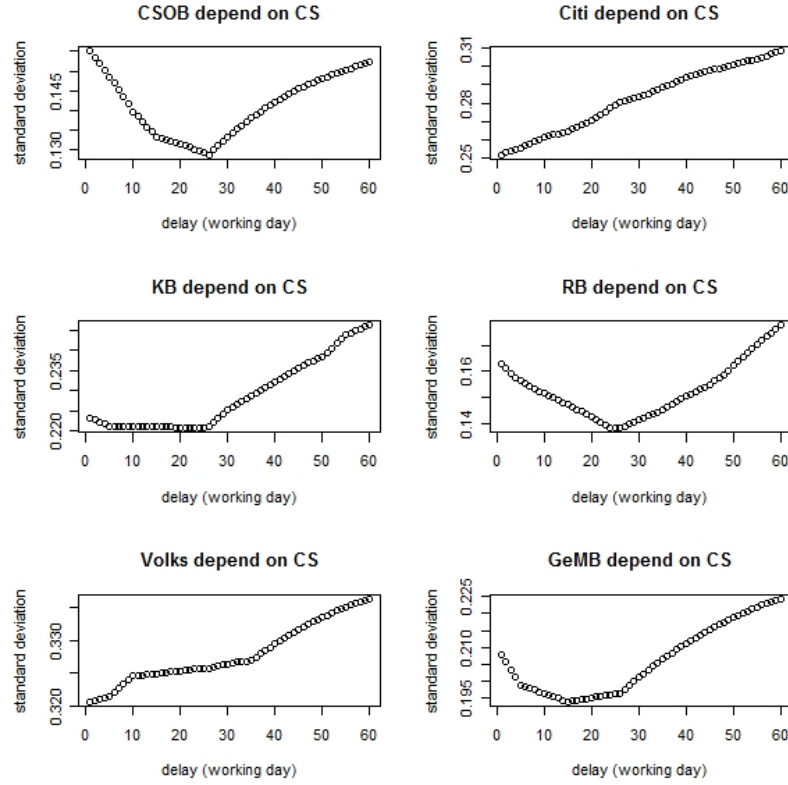 CSOB depend on CS
standard deviation
0.130 0.145
0 10 20 30 40 50 60
delay (working day)
Citi depend on CS
standard deviation
0.25 0.28 0.31
0 10 20 30 40 50 60
delay (working day)
KB depend on CS
standard deviation
0.220 0.235
0 10 20 30 40 50 60
delay (working day)
RB depend on CS
standard deviation
0.14 0.16
0 10 20 30 40 50 60
delay (working day)
Volks depend on CS
standard deviation
0.320 0.330
0 10 20 30 40 50 60
delay (working day)
GeMB depend on CS
standard deviation
0.195 0.210 0.225
0 10 20 30 40 50 60
delay (working day)